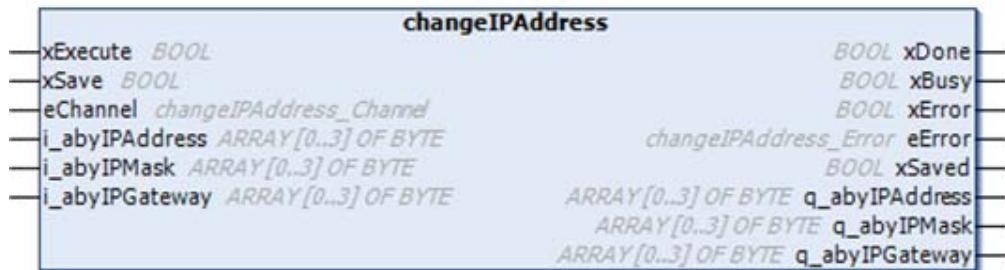 changeIPAddress
xExecute BOOL BOOL xDone
xSave BOOL BOOL xBusy
eChannel changeIPAddress_Channel BOOL xError
i_abyIPAddress ARRAY [0..3] OF BYTE changeIPAddress_Error eError
i_abyIPMask ARRAY [0..3] OF BYTE BOOL xSaved
i_abyIPGateway ARRAY [0..3] OF BYTE ARRAY [0..3] OF BYTE q_abyIPAddress
ARRAY [0..3] OF BYTE q_abyIPMask
ARRAY [0..3] OF BYTE q_abyIPGateway